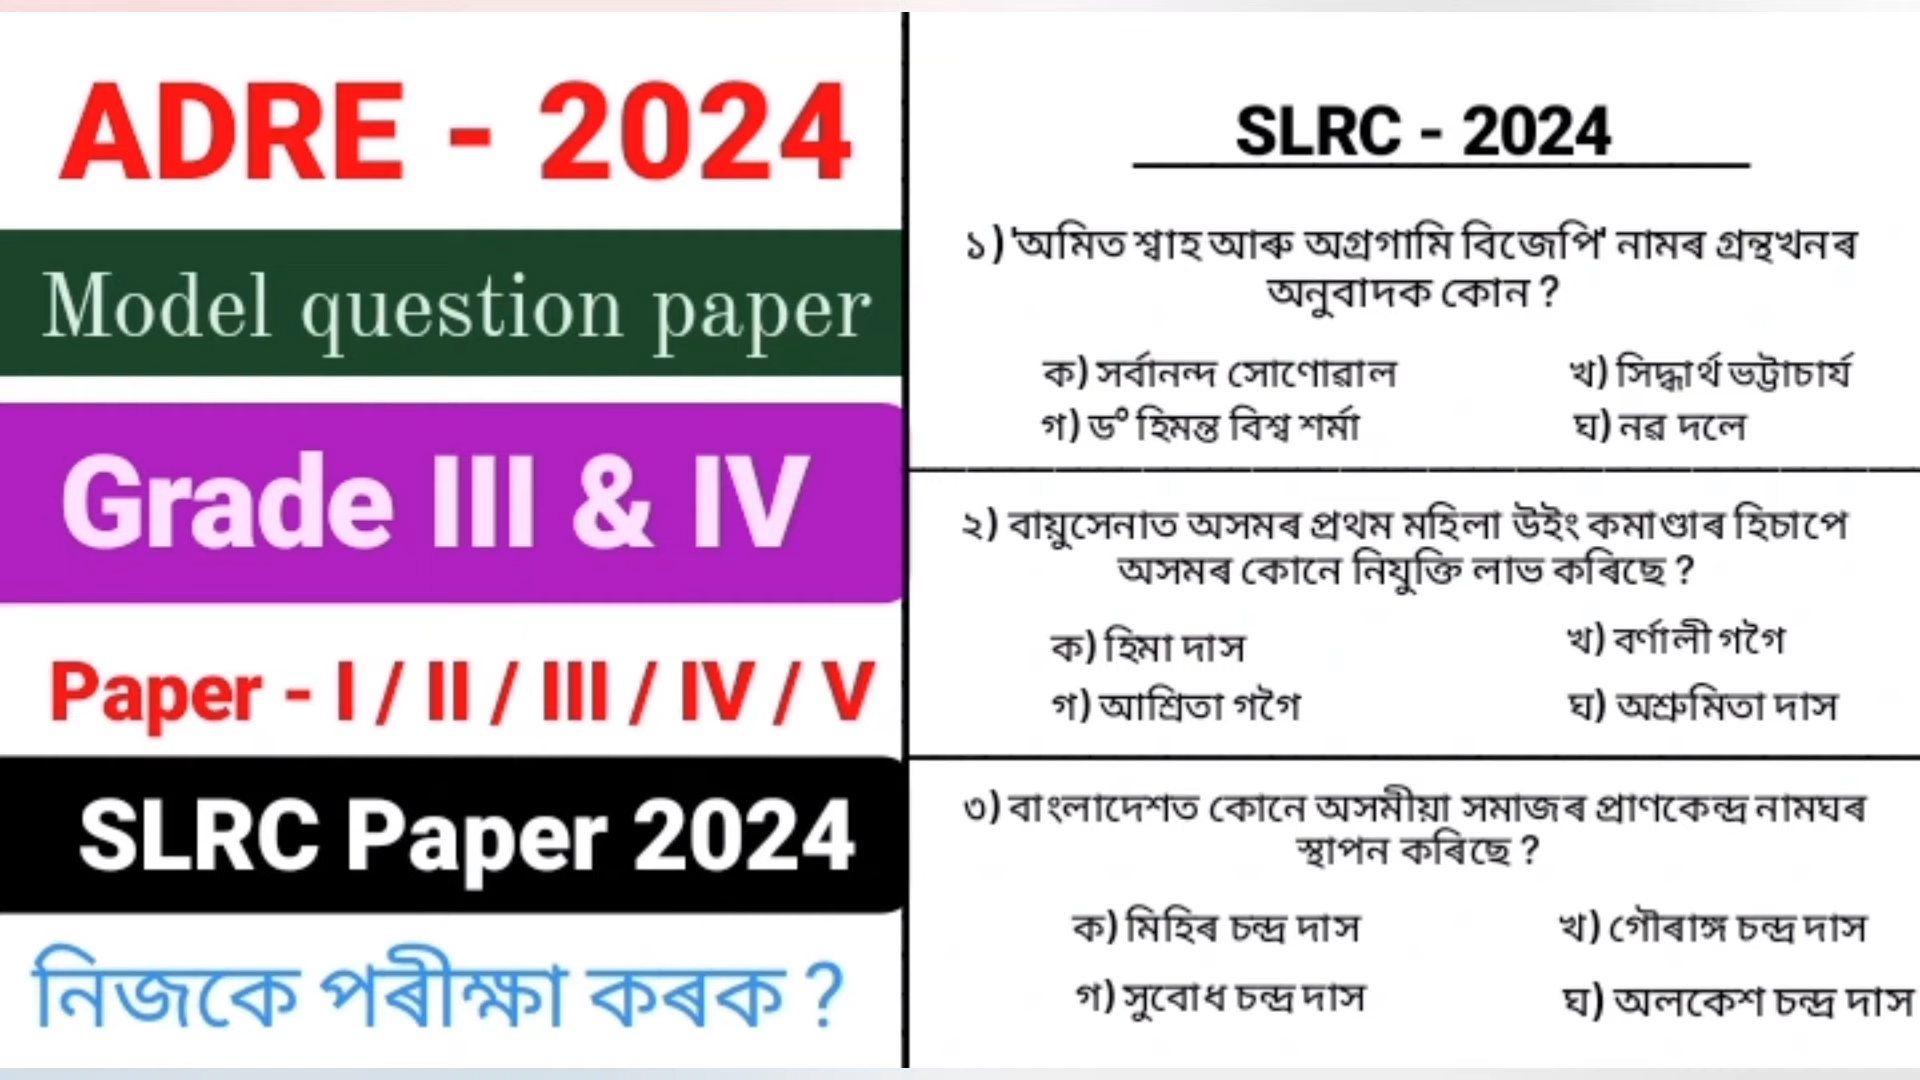 ADRE - 2024
Model question paper
Grade III & IV
Paper - I / II / III / IV / V
SLRC Paper 2024
নিজকে পৰীক্ষা কৰক ?
SLRC - 2024
১) 'অমিত শ্বাহ আৰু অগ্ৰগামি বিজেপি' নামৰ গ্ৰন্থখনৰ
অনুবাদক কোন ?
ক) সৰ্বানন্দ সোণোৱাল
খ) সিদ্ধাৰ্থ ভট্টাচাৰ্য
গ) ড° হিমন্ত বিশ্ব শৰ্মা
ঘ) নৱ দলে
২) বায়ুসেনাত অসমৰ প্ৰথম মহিলা উইং কমাণ্ডাৰ হিচাপে
অসমৰ কোনে নিযুক্তি লাভ কৰিছে ?
ক) হিমা দাস
খ) বৰ্ণালী গগৈ
গ) আশ্ৰিতা গগৈ
ঘ) অশ্ৰুমিতা দাস
৩) বাংলাদেশত কোনে অসমীয়া সমাজৰ প্ৰাণকেন্দ্ৰ নামঘৰ
স্থাপন কৰিছে ?
ক) মিহিৰ চন্দ্ৰ দাস
খ) গৌৰাঙ্গ চন্দ্ৰ দাস
গ) সুবোধ চন্দ্ৰ দাস
ঘ) অলকেশ চন্দ্ৰ দাস